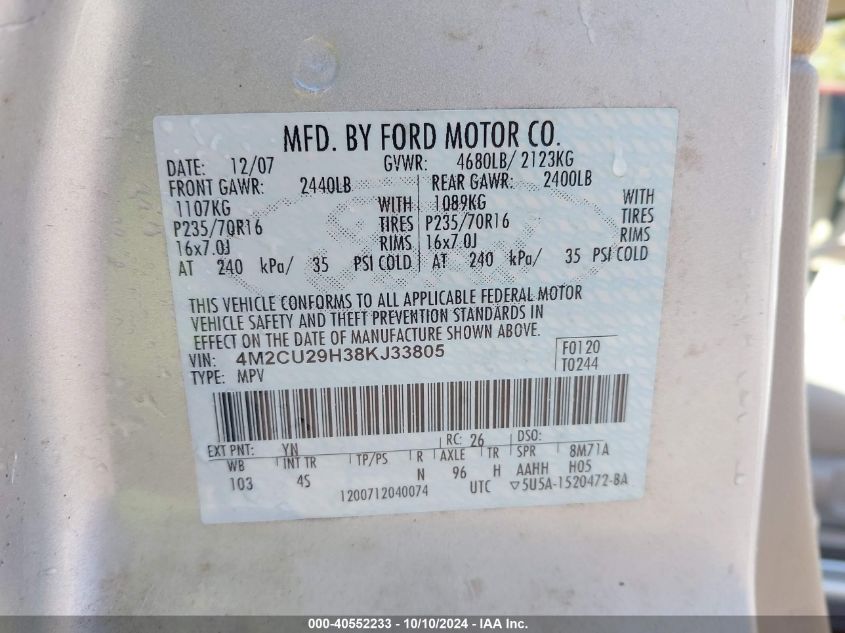 MFD. BY FORD MOTOR CO.
DATE: 12/07 GVWR: 4680LB/ 2123KG
FRONT GAWR: 2440LB REAR GAWR: 2400LB
1107KG WITH 1089KG WITH
P235/70R16 TIRES P235/70R16 TIRES
16x7.0J RIMS 16x7.0J RIMS
AT 240 kPa/ 35 PSI COLD AT 240 kPa/ 35 PSI COLD
THIS VEHICLE CONFORMS TO ALL APPLICABLE FEDERAL MOTOR
VEHICLE SAFETY AND THEFT PREVENTION STANDARDS IN
EFFECT ON THE DATE OF MANUFACTURE SHOWN ABOVE.
VIN: 4M2CU29H38KJ33805 F0120
TYPE: MPV T0244
EXT PNT: YN RC: 26 DSO:
WB INT TR TP/PS R AXLE TR SPR 8M71A
103 4S N 96 H AAHH H05
1200712040074 UTC ▽5U5A-1520472-BA
000-40552233 - 10/10/2024 - IAA Inc.